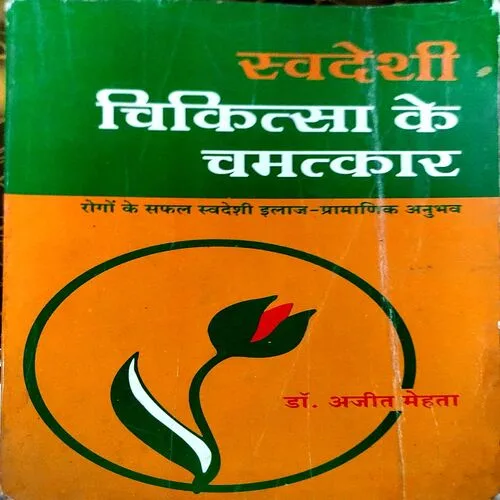 स्वदेशी
चिकित्सा के
चमत्कार
रोगों के सफल स्वदेशी इलाज-प्रामाणिक अनुभव
डॉ. अजीत मेहता